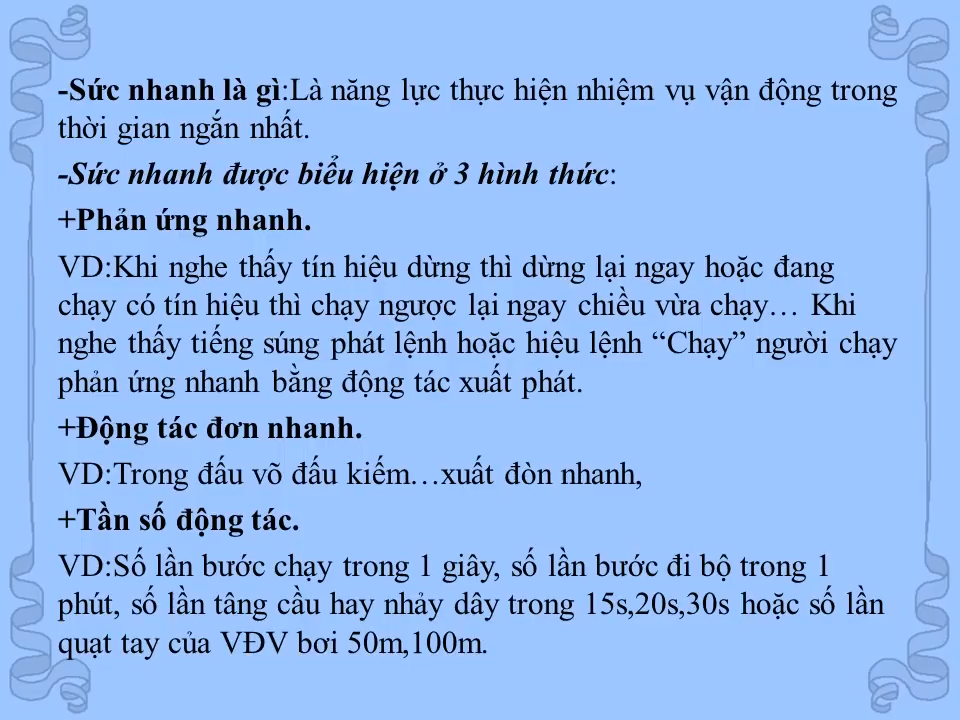 -Sức nhanh là gì:Là năng lực thực hiện nhiệm vụ vận động trong
thời gian ngắn nhất.
-Sức nhanh được biểu hiện ở 3 hình thức:
+Phản ứng nhanh.
VD:Khi nghe thấy tín hiệu dừng thì dừng lại ngay hoặc đang
chạy có tín hiệu thì chạy ngược lại ngay chiều vừa chạy… Khi
nghe thấy tiếng súng phát lệnh hoặc hiệu lệnh “Chạy” người chạy
phản ứng nhanh bằng động tác xuất phát.
+Động tác đơn nhanh.
VD:Trong đấu võ đấu kiếm…xuất đòn nhanh,
+Tần số động tác.
VD:Số lần bước chạy trong 1 giây, số lần bước đi bộ trong 1
phút, số lần tâng cầu hay nhảy dây trong 15s,20s,30s hoặc số lần
quạt tay của VĐV bơi 50m,100m.